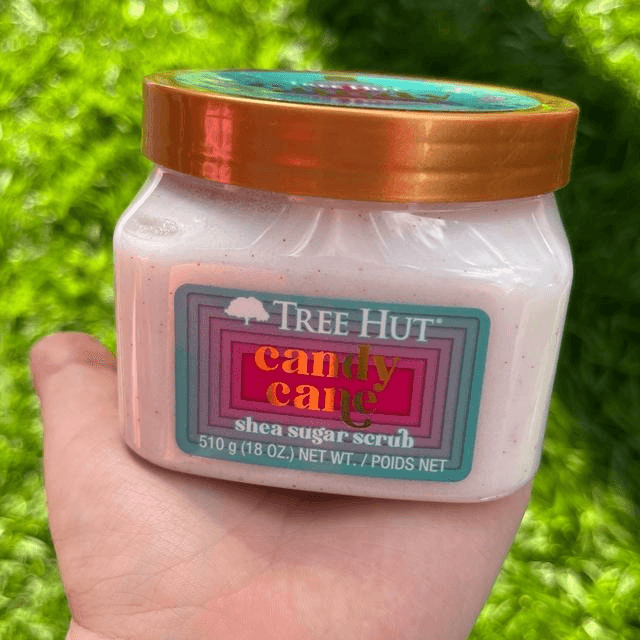 TREE HUT®
candy
cane
shea sugar scrub
510 g (18 OZ.) NET WT. / POIDS NET